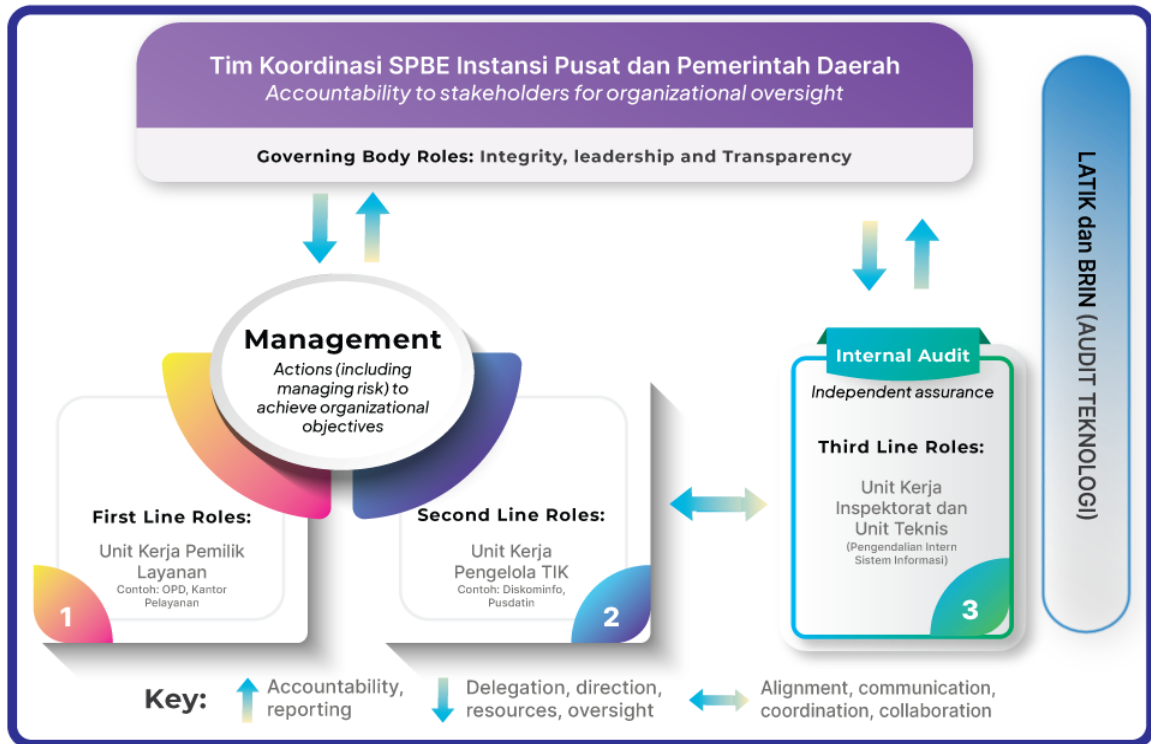 Tim Koordinasi SPBE Instansi Pusat dan Pemerintah Daerah
Accountability to stakeholders for organizational oversight
Governing Body Roles: Integrity, leadership and Transparency
Management
Actions (including
managing risk) to
achieve organizational
objectives
First Line Roles:
Unit Kerja Pemilik
Layanan
Contoh: OPD, Kantor
Pelayanan
1
Second Line Roles:
Unit Kerja
Pengelola TIK
Contoh: Diskominfo,
Pusdatin
2
Internal Audit
Independent assurance
Third Line Roles:
Unit Kerja
Inspektorat dan
Unit Teknis
(Pengendalian Intern
Sistem Informasi)
3
LATIK dan BRIN (AUDIT TEKNOLOGI)
Key:
Accountability,
reporting
Delegation, direction,
resources, oversight
Alignment, communication,
coordination, collaboration